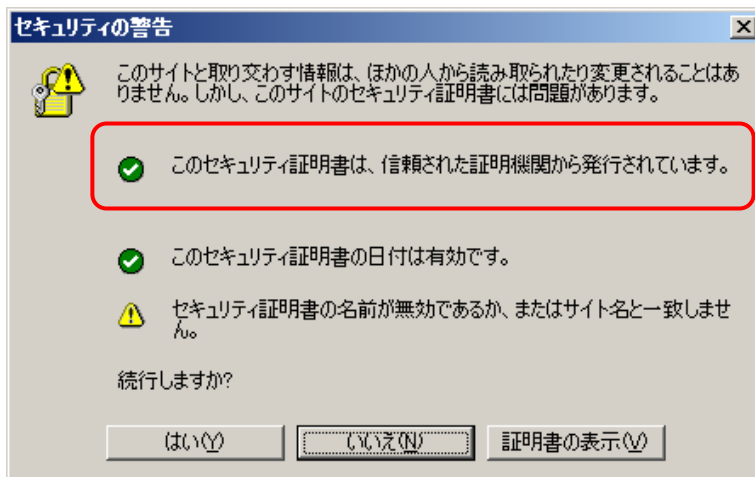 セキュリティの警告
このサイトと取り交わす情報は、ほかの人から読み取られたり変更されることはあ
りません。しかし、このサイトのセキュリティ証明書には問題があります。
このセキュリティ証明書は、信頼された証明機関から発行されています。
このセキュリティ証明書の日付は有効です。
セキュリティ証明書の名前が無効であるか、またはサイト名と一致しませ
ん。
続行しますか?
はい(Y) いいえ(N) 証明書の表示(V)